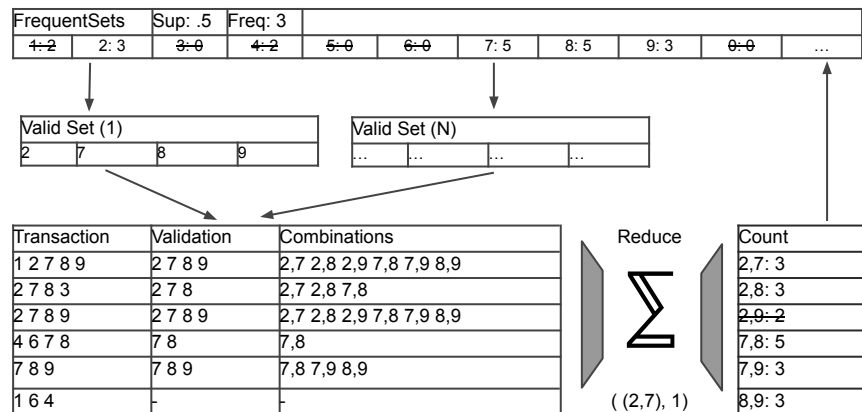 FrequentSets Sup: .5 Freq: 3
1: 2 2: 3 3: 0 4: 2 5: 0 6: 0 7: 5 8: 5 9: 3 0: 0 ...
Valid Set (1)
2 7 8 9
Valid Set (N)
... ... ... ...
Transaction Validation Combinations
1 2 7 8 9 2 7 8 9 2,7 2,8 2,9 7,8 7,9 8,9
2 7 8 3 2 7 8 2,7 2,8 7,8
2 7 8 9 2 7 8 9 2,7 2,8 2,9 7,8 7,9 8,9
4 6 7 8 7 8 7,8
7 8 9 7 8 9 7,8 7,9 8,9
1 6 4 - -
Reduce
Σ
( (2,7), 1)
Count
2,7: 3
2,8: 3
2,9: 2
7,8: 5
7,9: 3
8,9: 3